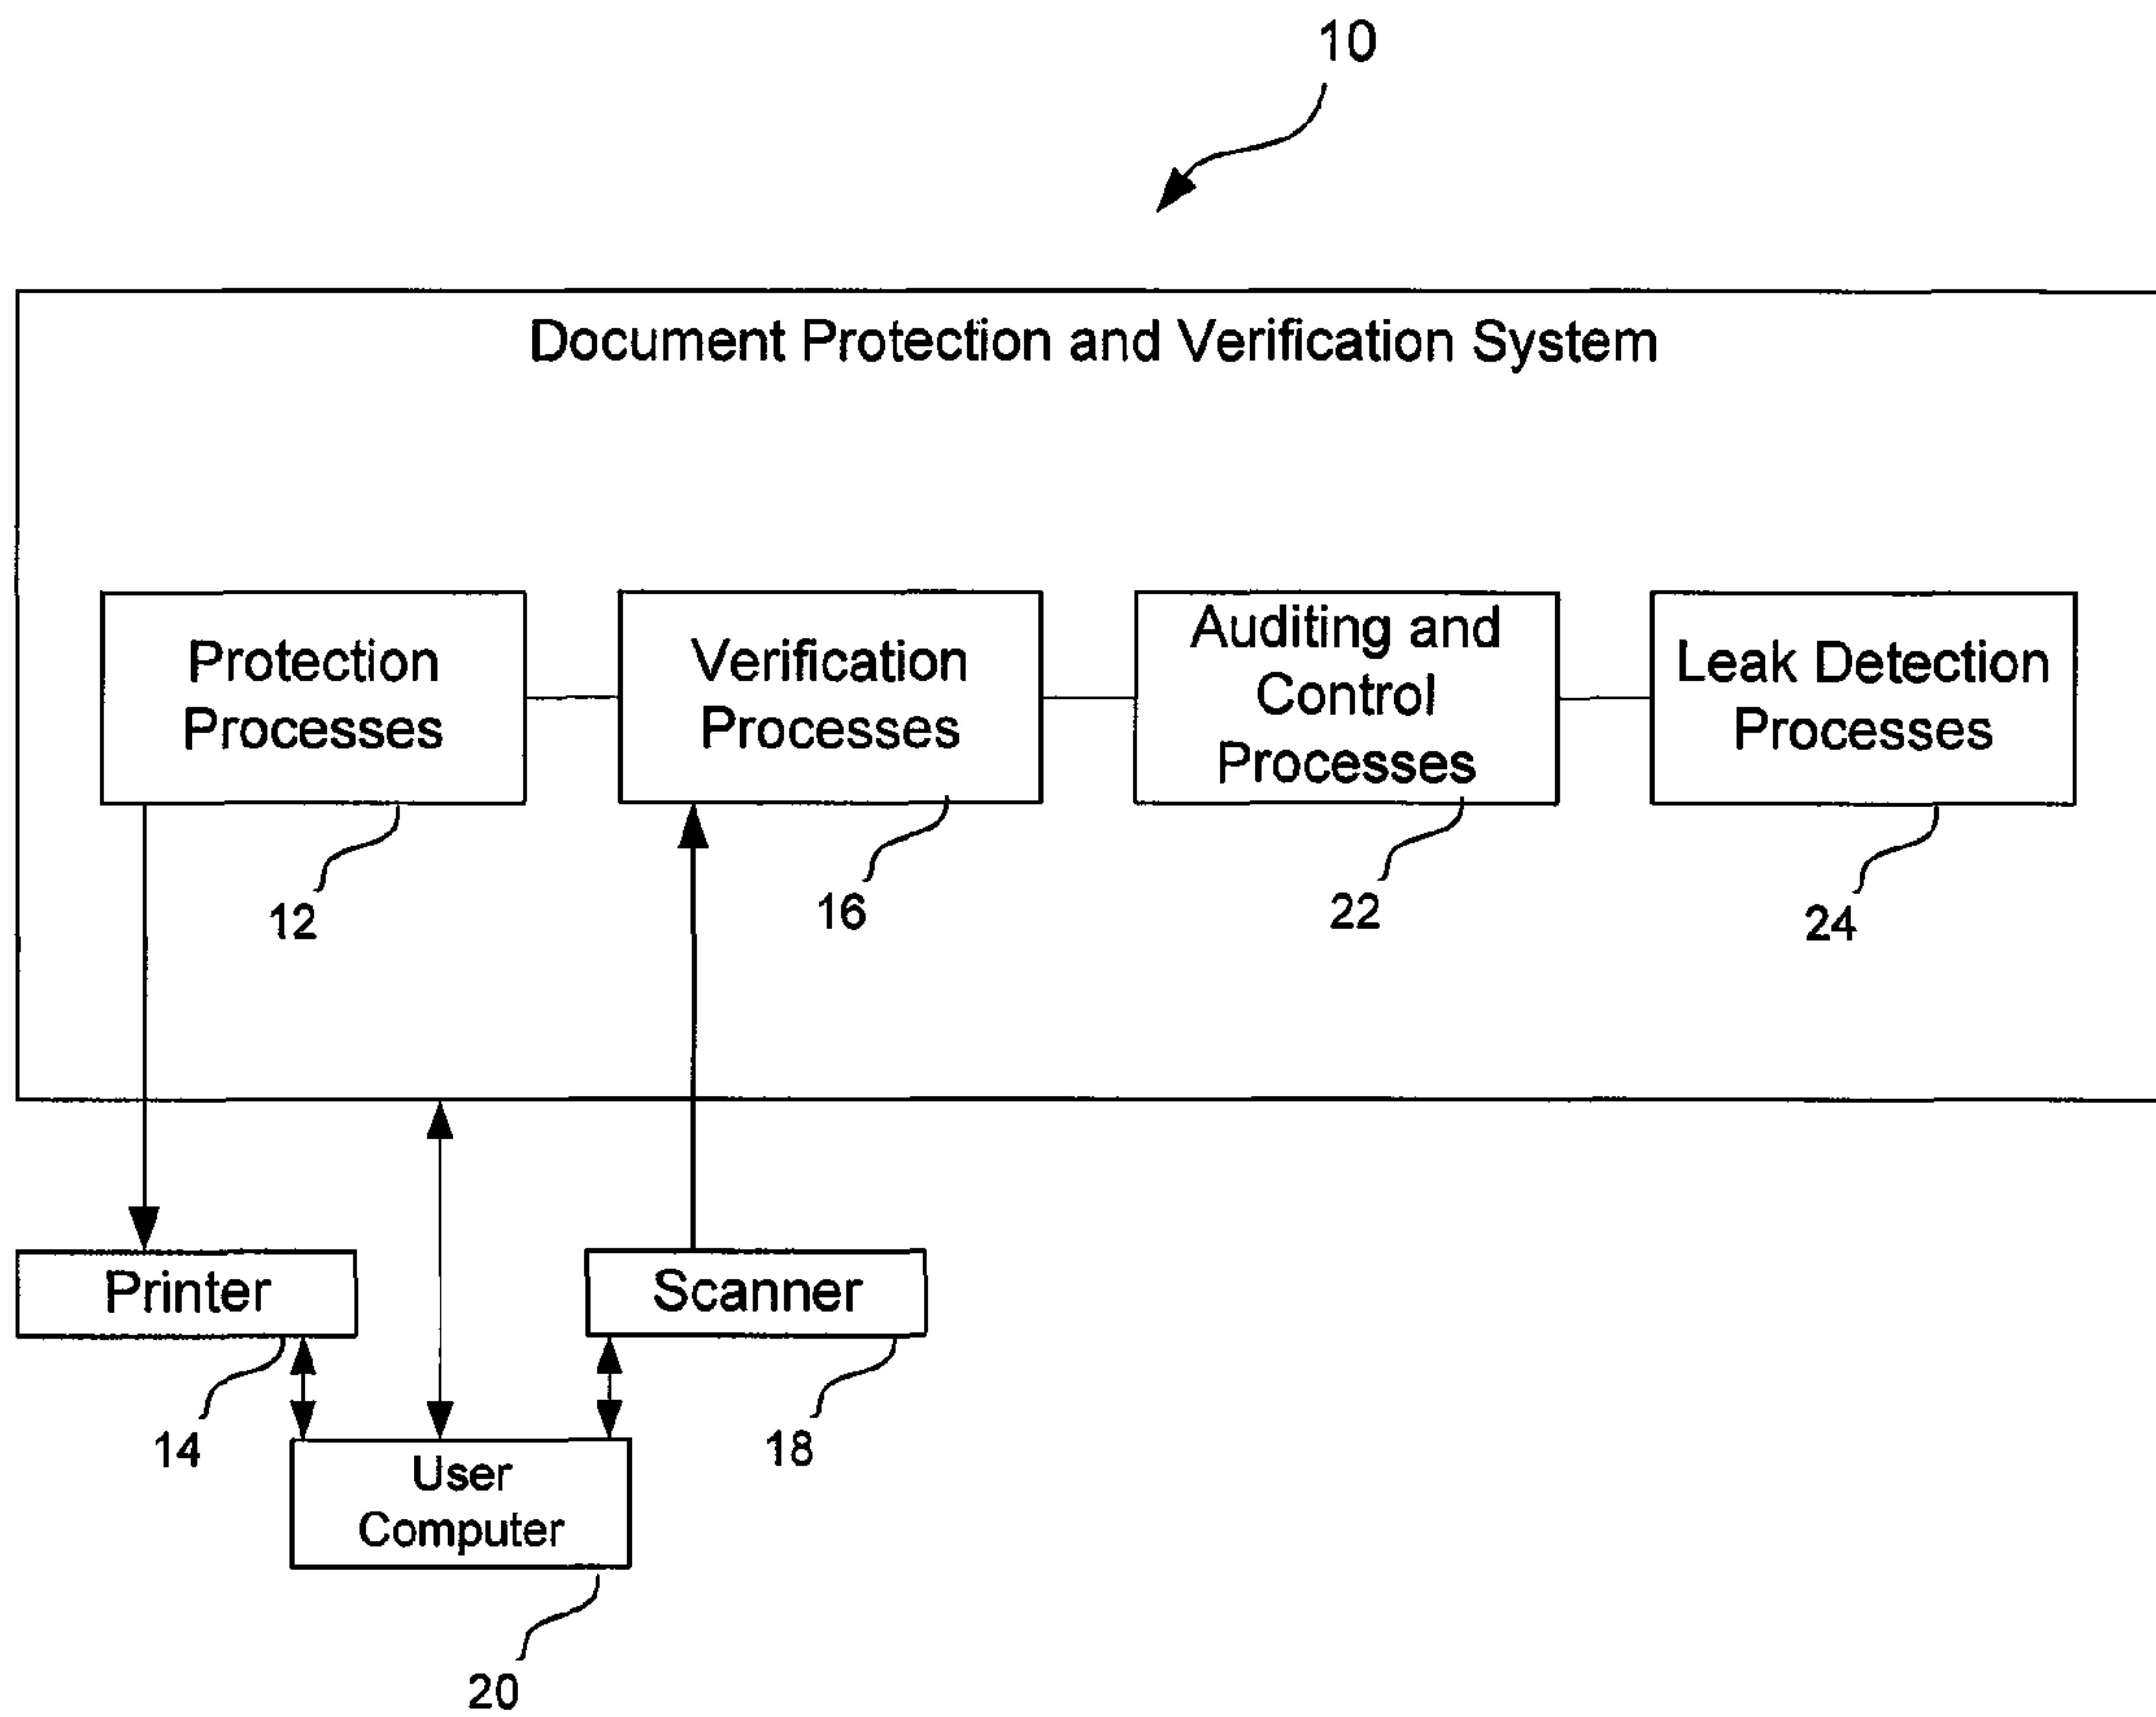 10
Document Protection and Verification System
Protection
Processes
Verification
Processes
Auditing and
Control
Processes
Leak Detection
Processes
12
16
22
24
Printer
Scanner
14
18
User
Computer
20